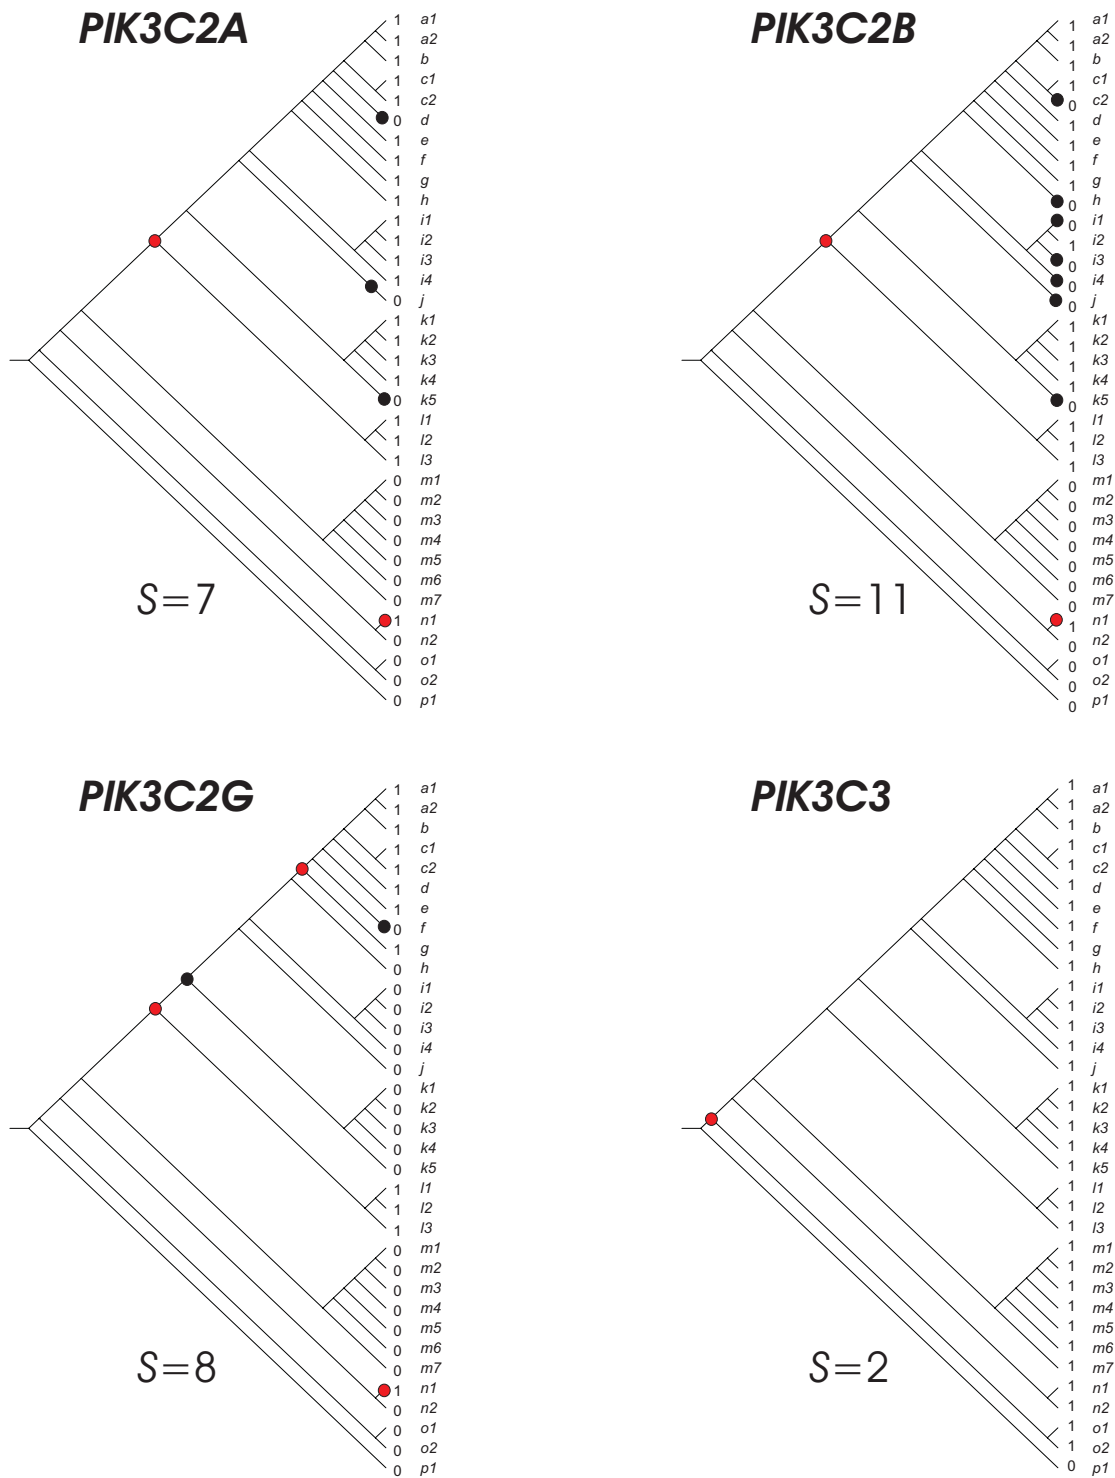 PIK3C2A
1 a1
1 a2
1 b
1 c1
1 c2
0 d
1 e
1 f
1 g
1 h
1 i1
1 i2
1 i3
1 i4
0 j
1 k1
1 k2
1 k3
1 k4
0 k5
1 l1
1 l2
1 l3
0 m1
0 m2
0 m3
0 m4
0 m5
0 m6
0 m7
1 n1
0 n2
0 o1
0 o2
0 p1
S=7
PIK3C2B
1 a1
1 a2
1 b
1 c1
0 c2
1 d
1 e
1 f
1 g
0 h
0 i1
1 i2
0 i3
0 i4
0 j
1 k1
1 k2
1 k3
1 k4
0 k5
1 l1
1 l2
1 l3
0 m1
0 m2
0 m3
0 m4
0 m5
0 m6
0 m7
1 n1
0 n2
0 o1
0 o2
0 p1
S=11
PIK3C2G
1 a1
1 a2
1 b
1 c1
1 c2
1 d
1 e
0 f
1 g
0 h
0 i1
0 i2
0 i3
0 i4
0 j
0 k1
0 k2
0 k3
0 k4
0 k5
1 l1
1 l2
1 l3
0 m1
0 m2
0 m3
0 m4
0 m5
0 m6
0 m7
1 n1
0 n2
0 o1
0 o2
0 p1
S=8
PIK3C3
1 a1
1 a2
1 b
1 c1
1 c2
1 d
1 e
1 f
1 g
1 h
1 i1
1 i2
1 i3
1 i4
1 j
1 k1
1 k2
1 k3
1 k4
1 k5
1 l1
1 l2
1 l3
1 m1
1 m2
1 m3
1 m4
1 m5
1 m6
1 m7
1 n1
1 n2
1 o1
1 o2
0 p1
S=2